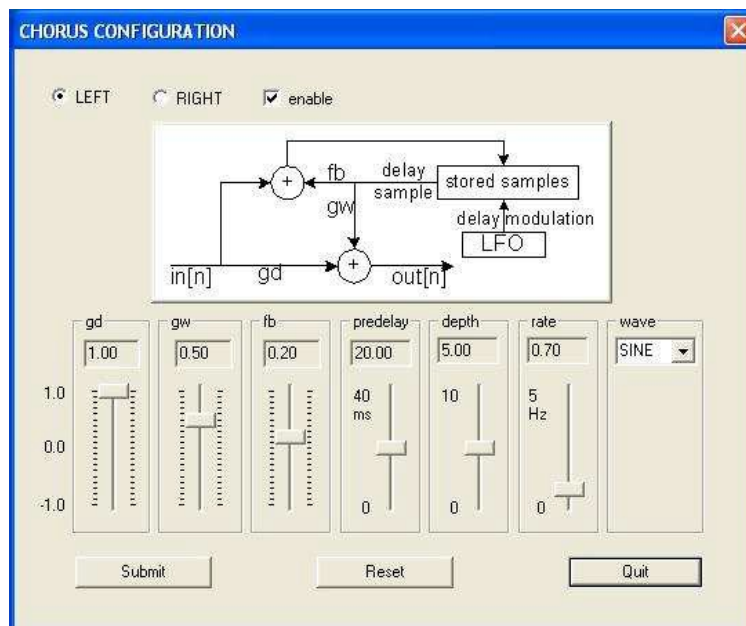 CHORUS CONFIGURATION
LEFT RIGHT enable
fb delay sample stored samples
gw delay modulation
LFO
in[n] gd out[n]
gd gw fb predelay depth rate wave
1.00 0.50 0.20 20.00 5.00 0.70 SINE
1.0 40 ms 10 5 Hz
0.0
-1.0 0 0 0
Submit Reset Quit